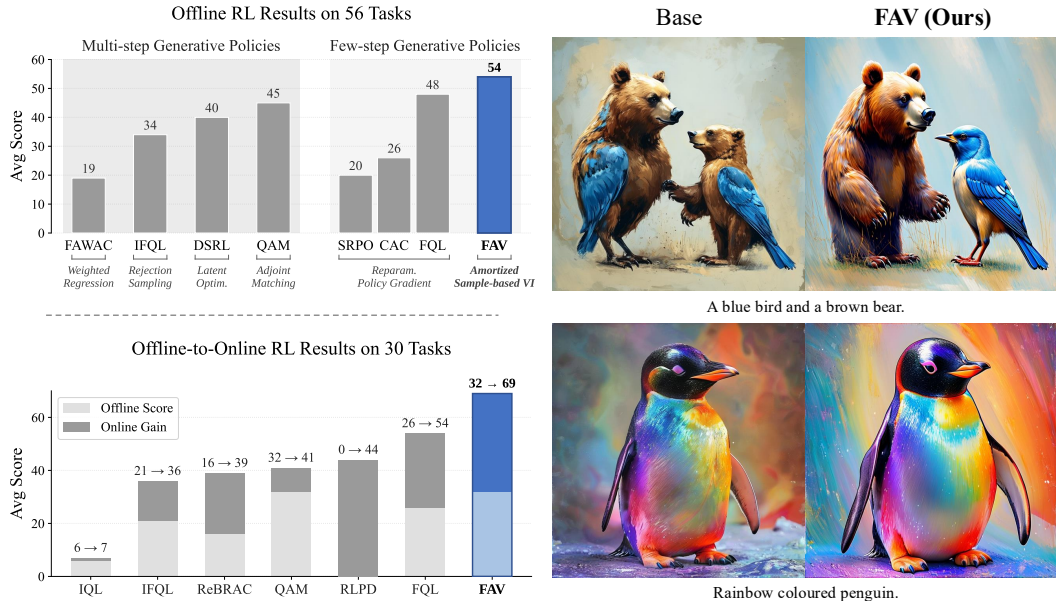 Offline RL Results on 56 Tasks
Multi-step Generative Policies
Few-step Generative Policies
Avg Score
60
50
40
30
20
10
0
19
34
40
45
20
26
48
54
FAWAC
IFQL
DSRL
QAM
SRPO
CAC
FQL
FAV
Weighted
Regression
Rejection
Sampling
Latent
Optim.
Adjoint
Matching
Reparam.
Policy Gradient
Amortized
Sample-based VI
Offline-to-Online RL Results on 30 Tasks
Offline Score
Online Gain
Avg Score
60
40
20
0
6 → 7
21 → 36
16 → 39
32 → 41
0 → 44
26 → 54
32 → 69
IQL
IFQL
ReBRAC
QAM
RLPD
FQL
FAV
Base
FAV (Ours)
A blue bird and a brown bear.
Rainbow coloured penguin.